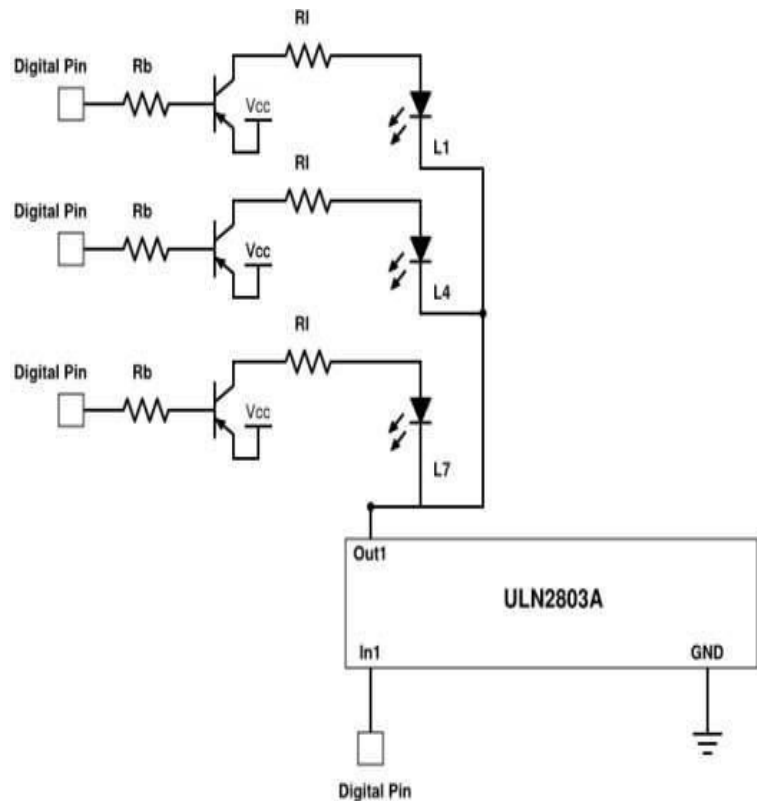 Rl
Digital Pin
Rb
Vcc
L1
Rl
Digital Pin
Rb
Vcc
L4
Rl
Digital Pin
Rb
Vcc
L7
Out1
ULN2803A
In1
GND
Digital Pin